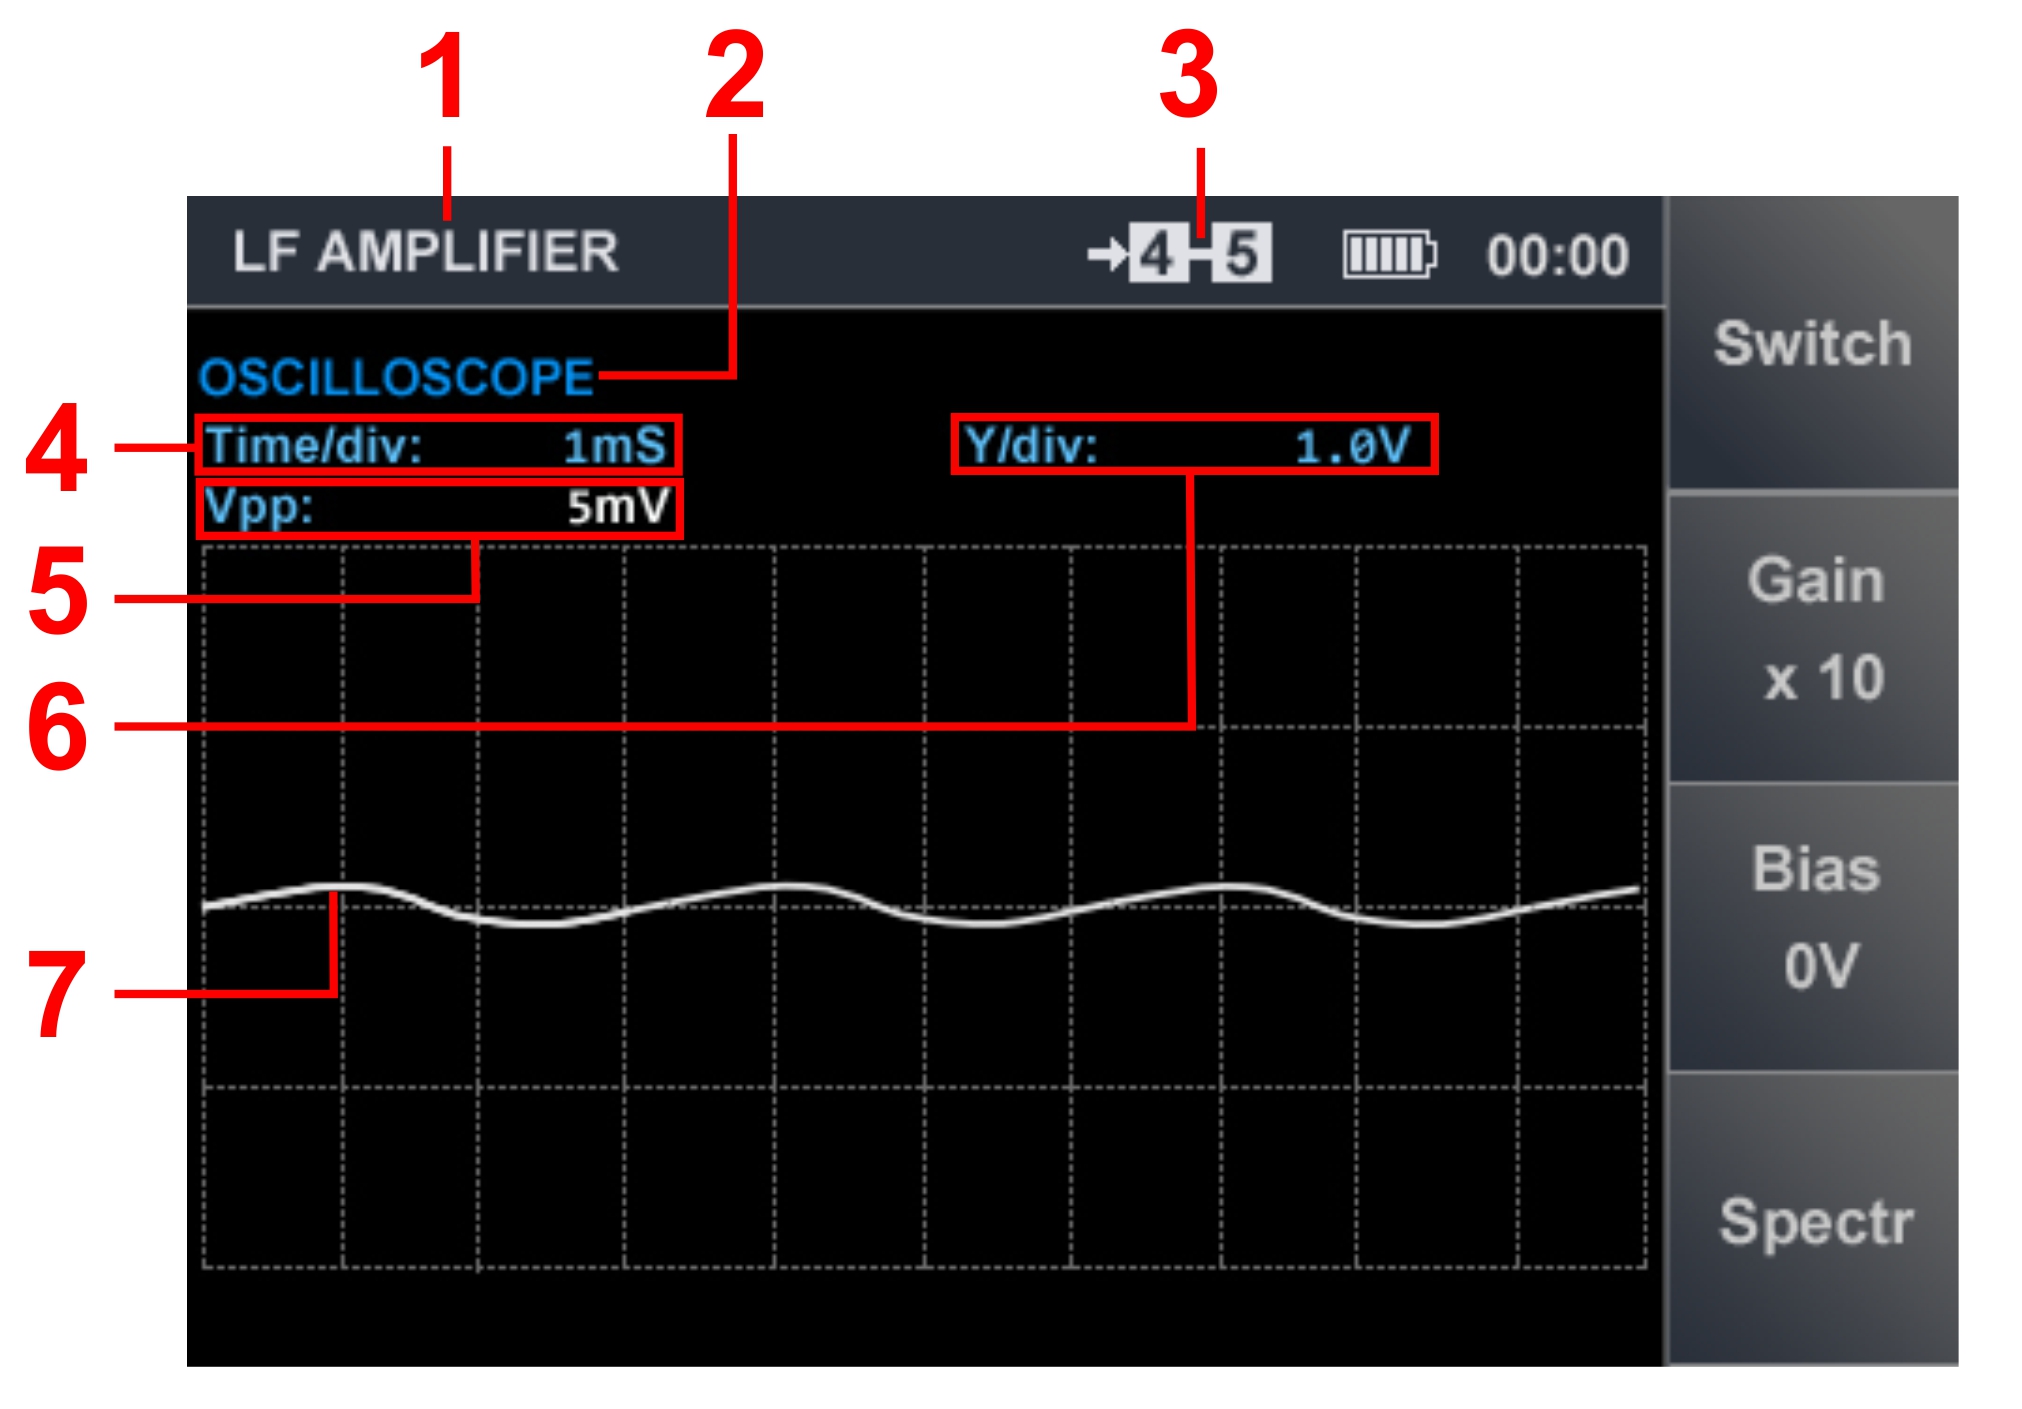 1 2 3
LF AMPLIFIER →4-5 00:00
Switch
OSCILLOSCOPE
4 Time/div: 1mS Y/div: 1.0V
Vpp: 5mV
5
Gain
x 10
6
Bias
0V
7
Spectr